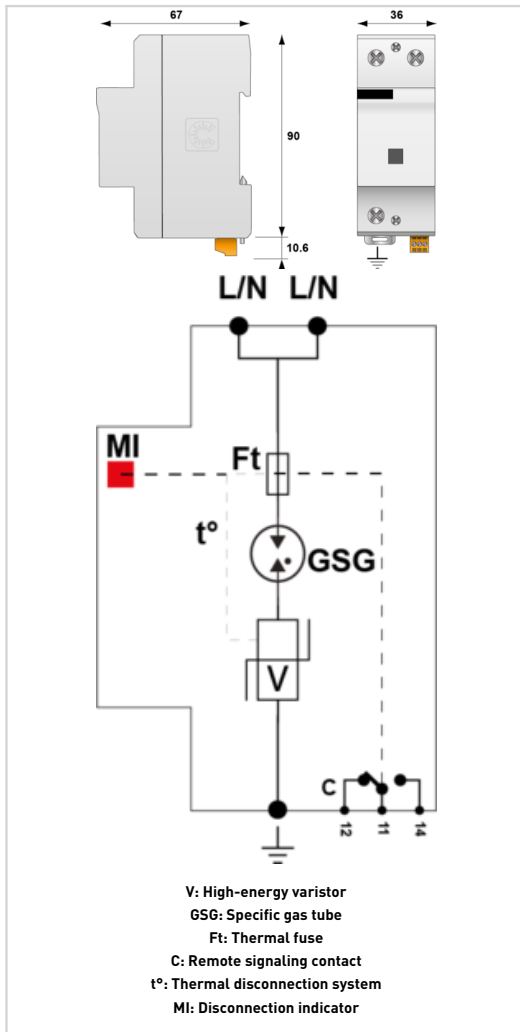 67
36
90
10.6
L/N L/N
MI
Ft
t°
GSG
V
C
12 11 14
V: High-energy varistor
GSG: Specific gas tube
Ft: Thermal fuse
C: Remote signaling contact
t°: Thermal disconnection system
MI: Disconnection indicator